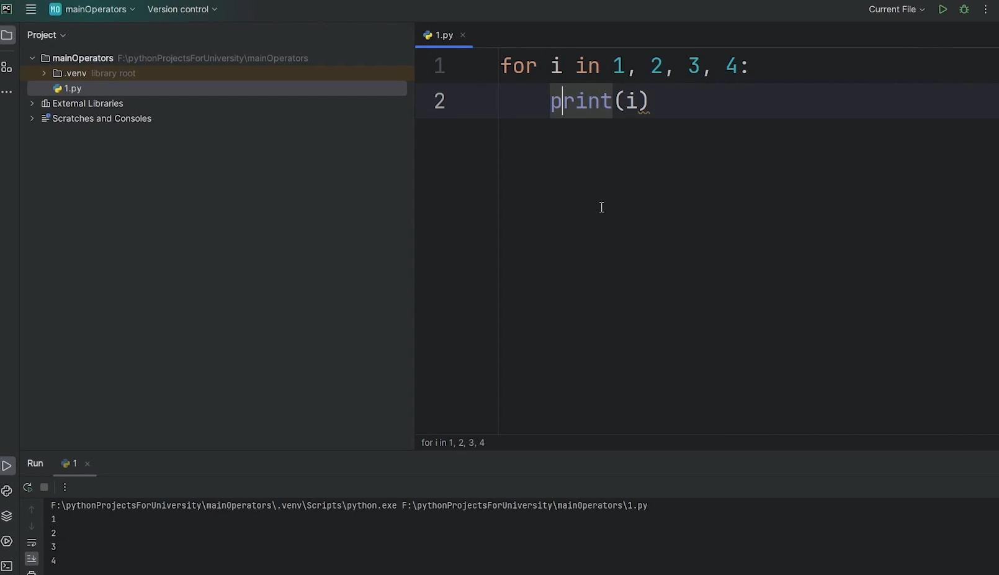 PC MO mainOperators Version control Current File
Project
1.py
mainOperators F:\pythonProjectsForUniversity\mainOperators
.venv library root
1.py
External Libraries
Scratches and Consoles
1 for i in 1, 2, 3, 4:
2 print(i)
for i in 1, 2, 3, 4
Run 1
F:\pythonProjectsForUniversity\mainOperators\.venv\Scripts\python.exe F:\pythonProjectsForUniversity\mainOperators\1.py
1
2
3
4